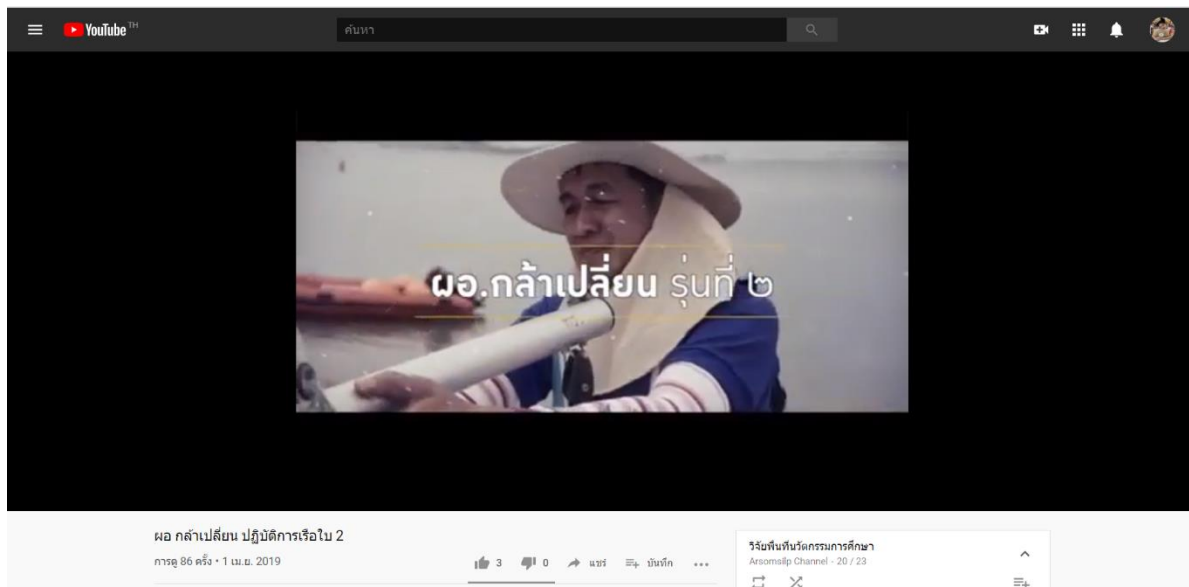 YouTube TH
ค้นหา
ผอ.กล้าเปลี่ยน รุ่นที่ ๒
ผอ กล้าเปลี่ยน ปฏิบัติการเรือใบ 2
การดู 86 ครั้ง • 1 เม.ย. 2019
3 0 แชร์ บันทึก
วิจัยพื้นที่นวัตกรรมการศึกษา
Arsomsilp Channel - 20 / 23